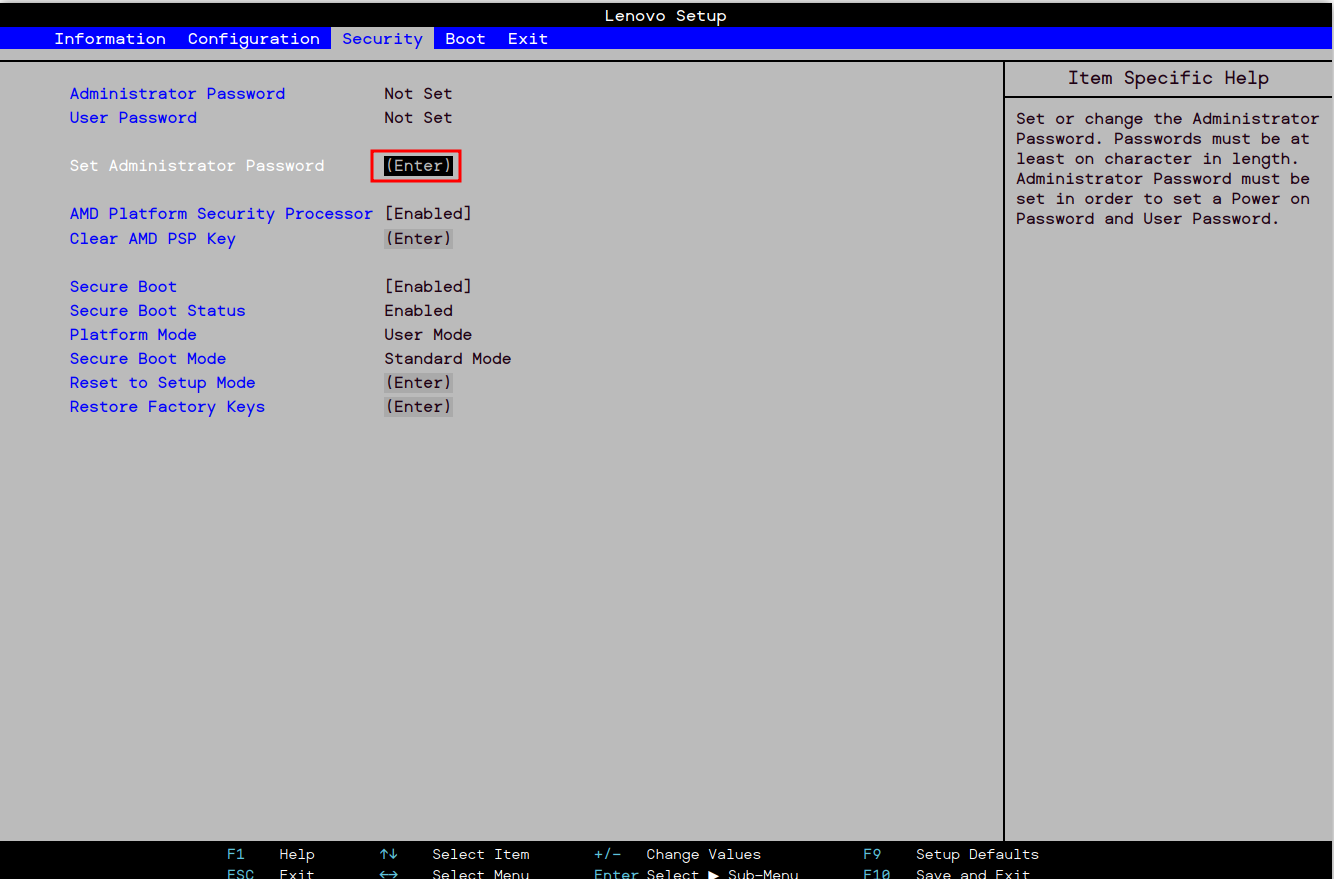 Lenovo Setup
Information Configuration Security Boot Exit
Item Specific Help
Administrator Password Not Set
User Password Not Set
Set Administrator Password (Enter)
AMD Platform Security Processor [Enabled]
Clear AMD PSP Key (Enter)
Secure Boot [Enabled]
Secure Boot Status Enabled
Platform Mode User Mode
Secure Boot Mode Standard Mode
Reset to Setup Mode (Enter)
Restore Factory Keys (Enter)
Set or change the Administrator
Password. Passwords must be at
least on character in length.
Administrator Password must be
set in order to set a Power on
Password and User Password.
F1 Help ↑↓ Select Item +/- Change Values F9 Setup Defaults
ESC Exit ↔ Select Menu Enter Select ▶ Sub-Menu F10 Save and Exit